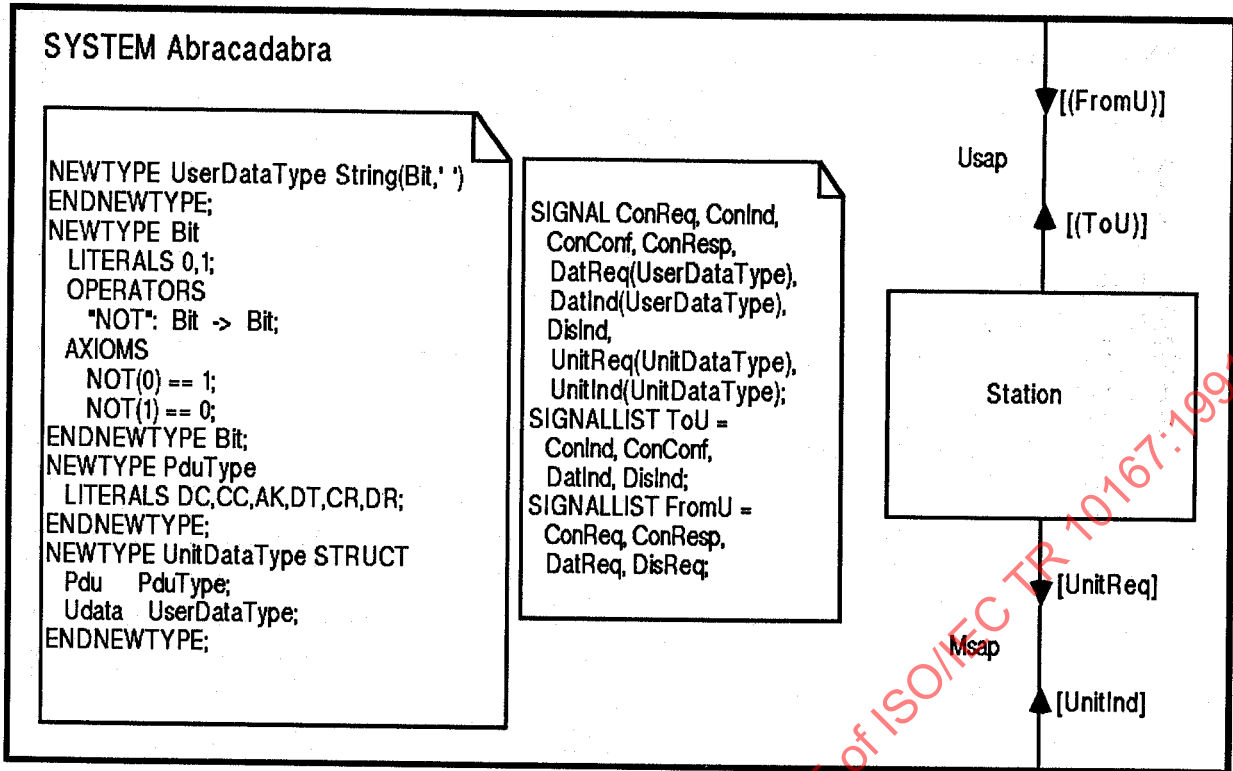 SYSTEM Abracadabra
NEWTYPE UserDataType String(Bit,' ')
ENDNEWTYPE;
NEWTYPE Bit
LITERALS 0,1;
OPERATORS
"NOT": Bit -> Bit;
AXIOMS
NOT(0) == 1;
NOT(1) == 0;
ENDNEWTYPE Bit;
NEWTYPE PduType
LITERALS DC,CC,AK,DT,CR,DR;
ENDNEWTYPE;
NEWTYPE UnitDataType STRUCT
Pdu PduType;
Udata UserDataType;
ENDNEWTYPE;
SIGNAL ConReq, ConInd,
ConConf, ConResp,
DatReq(UserDataType),
DatInd(UserDataType),
DisInd,
UnitReq(UnitDataType),
UnitInd(UnitDataType);
SIGNALLIST ToU =
ConInd, ConConf,
DatInd, DisInd;
SIGNALLIST FromU =
ConReq, ConResp,
DatReq, DisReq;
[(FromU)]
Usap
[(ToU)]
Station
[UnitReq]
Msap
[UnitInd]
of ISO/IEC TR 10167:199